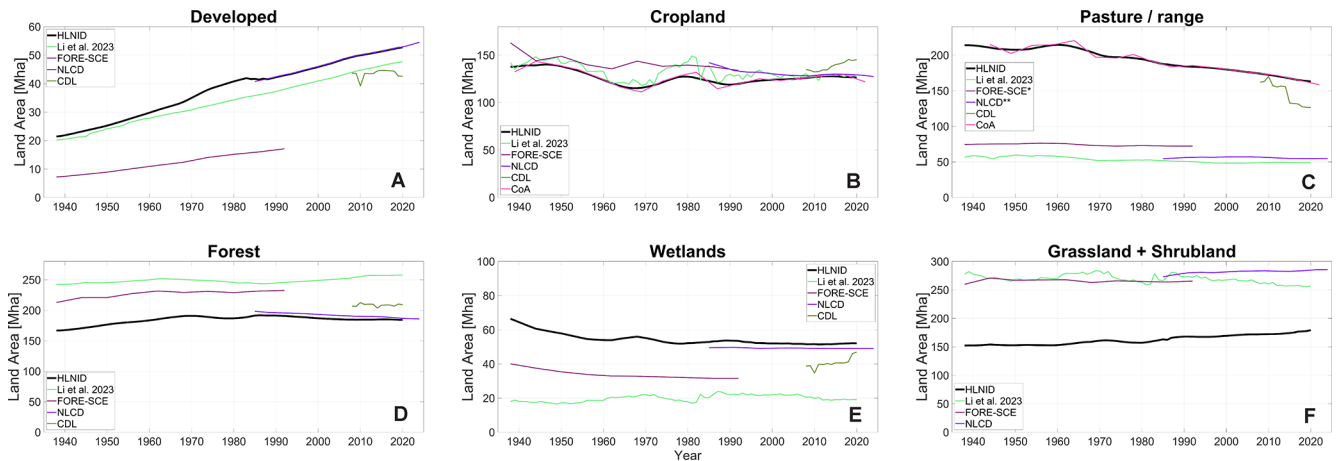 Developed
Land Area [Mha]
60
50
40
30
20
10
0
HLNID
Li et al. 2023
FORE-SCE
NLCD
CDL
A
1940 1950 1960 1970 1980 1990 2000 2010 2020
Cropland
Land Area [Mha]
150
100
50
0
HLNID
Li et al. 2023
FORE-SCE
NLCD
CDL
CoA
B
1940 1950 1960 1970 1980 1990 2000 2010 2020
Pasture / range
Land Area [Mha]
200
150
100
50
0
HLNID
Li et al. 2023
FORE-SCE*
NLCD**
CDL
CoA
C
1940 1950 1960 1970 1980 1990 2000 2010 2020
Forest
Land Area [Mha]
250
200
150
100
50
0
HLNID
Li et al. 2023
FORE-SCE
NLCD
CDL
D
1940 1950 1960 1970 1980 1990 2000 2010 2020
Wetlands
Land Area [Mha]
100
80
60
40
20
0
HLNID
Li et al. 2023
FORE-SCE
NLCD
CDL
E
1940 1950 1960 1970 1980 1990 2000 2010 2020
Year
Grassland + Shrubland
Land Area [Mha]
300
250
200
150
100
50
0
HLNID
Li et al. 2023
FORE-SCE
NLCD
F
1940 1950 1960 1970 1980 1990 2000 2010 2020